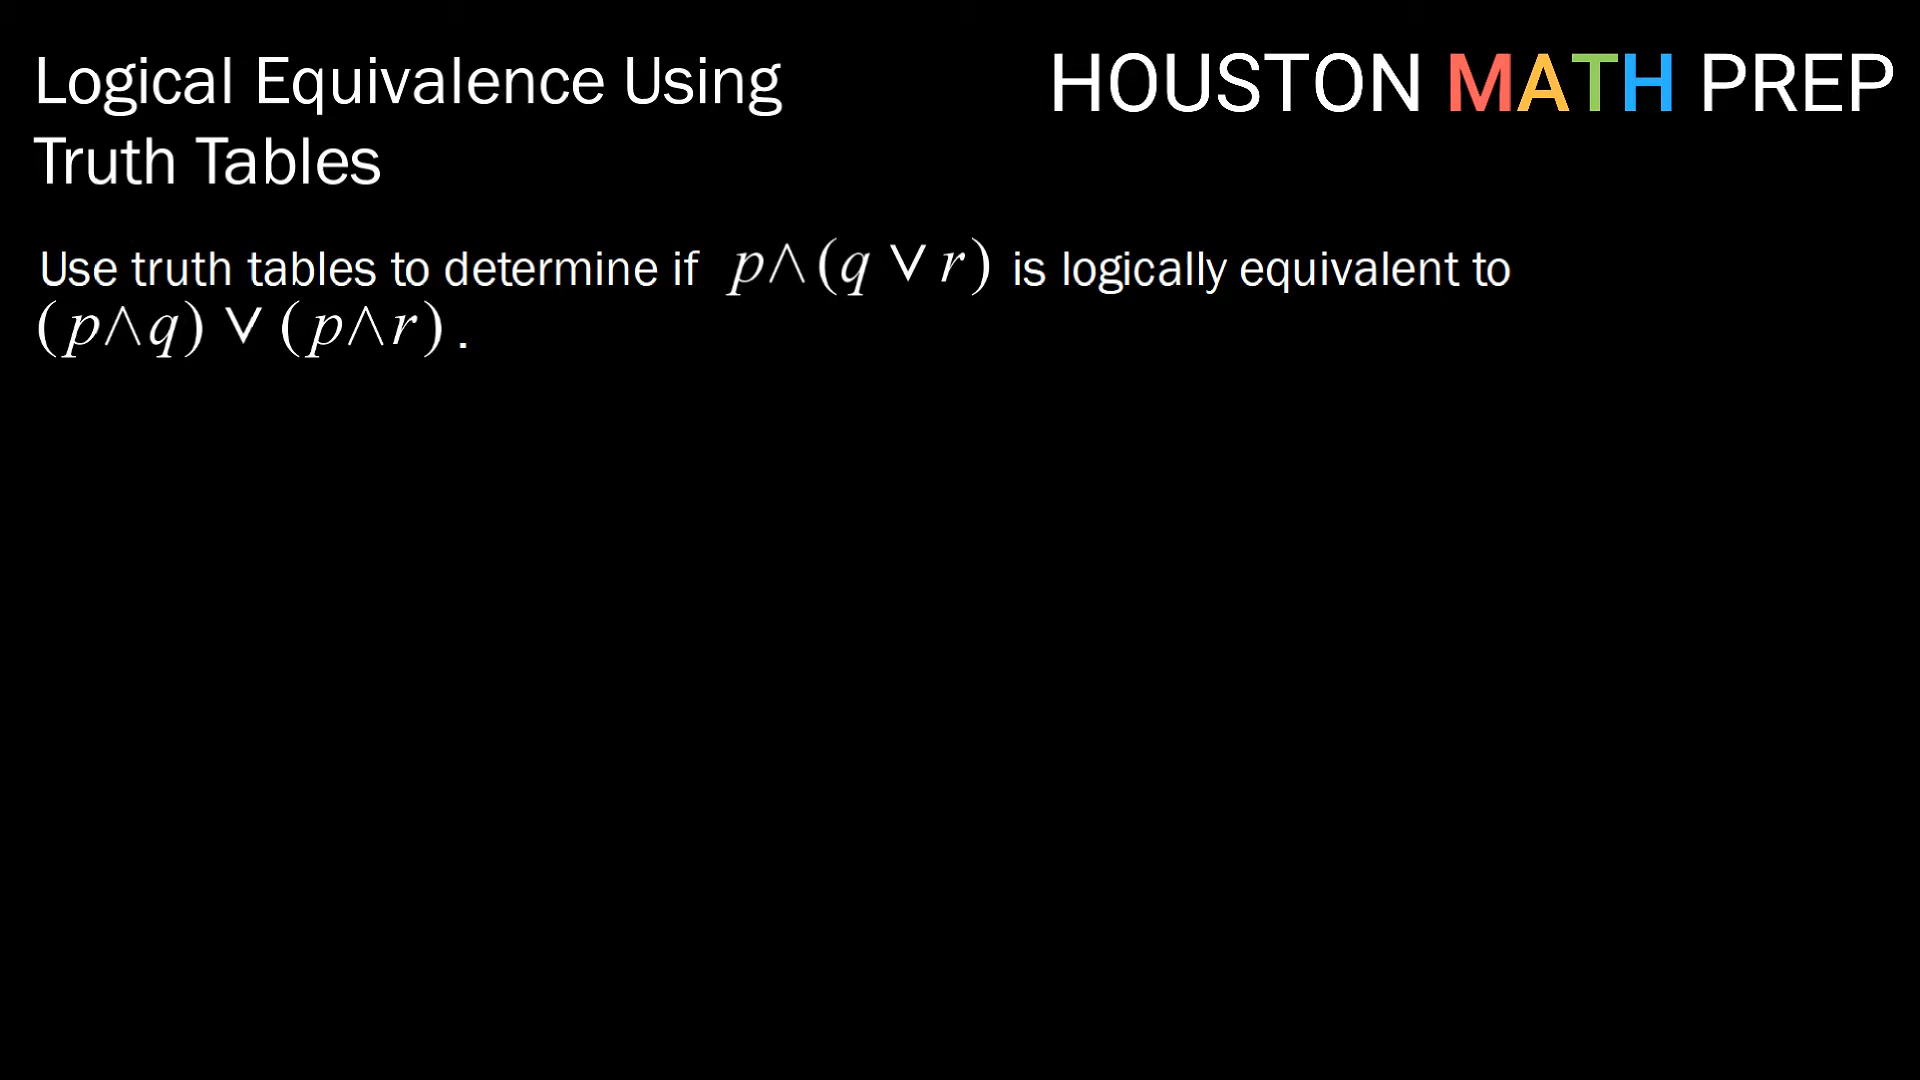 Logical Equivalence Using
Truth Tables
HOUSTON MATH PREP
Use truth tables to determine if p∧(q ∨ r) is logically equivalent to
(p∧q) ∨ (p∧r).